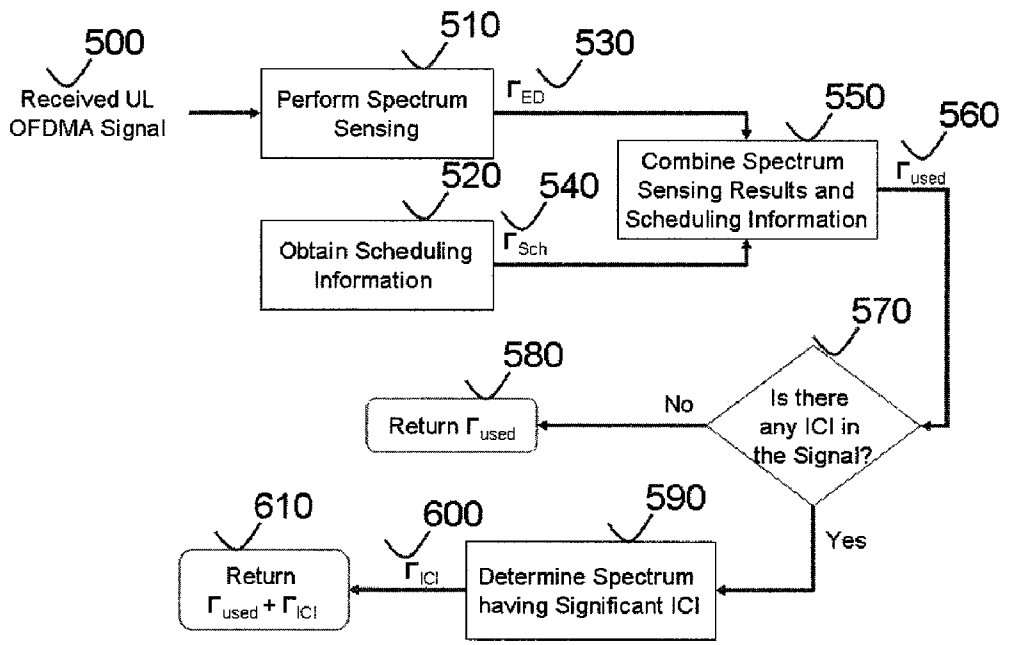 500
Received UL
OFDMA Signal
510
Perform Spectrum
Sensing
530
Γ_ED
520
Obtain Scheduling
Information
540
Γ_Sch
550
Combine Spectrum
Sensing Results and
Scheduling Information
560
Γ_used
570
Is there
any ICI in
the Signal?
No
580
Return Γ_used
Yes
590
Determine Spectrum
having Significant ICI
600
Γ_ICI
610
Return
Γ_used + Γ_ICI